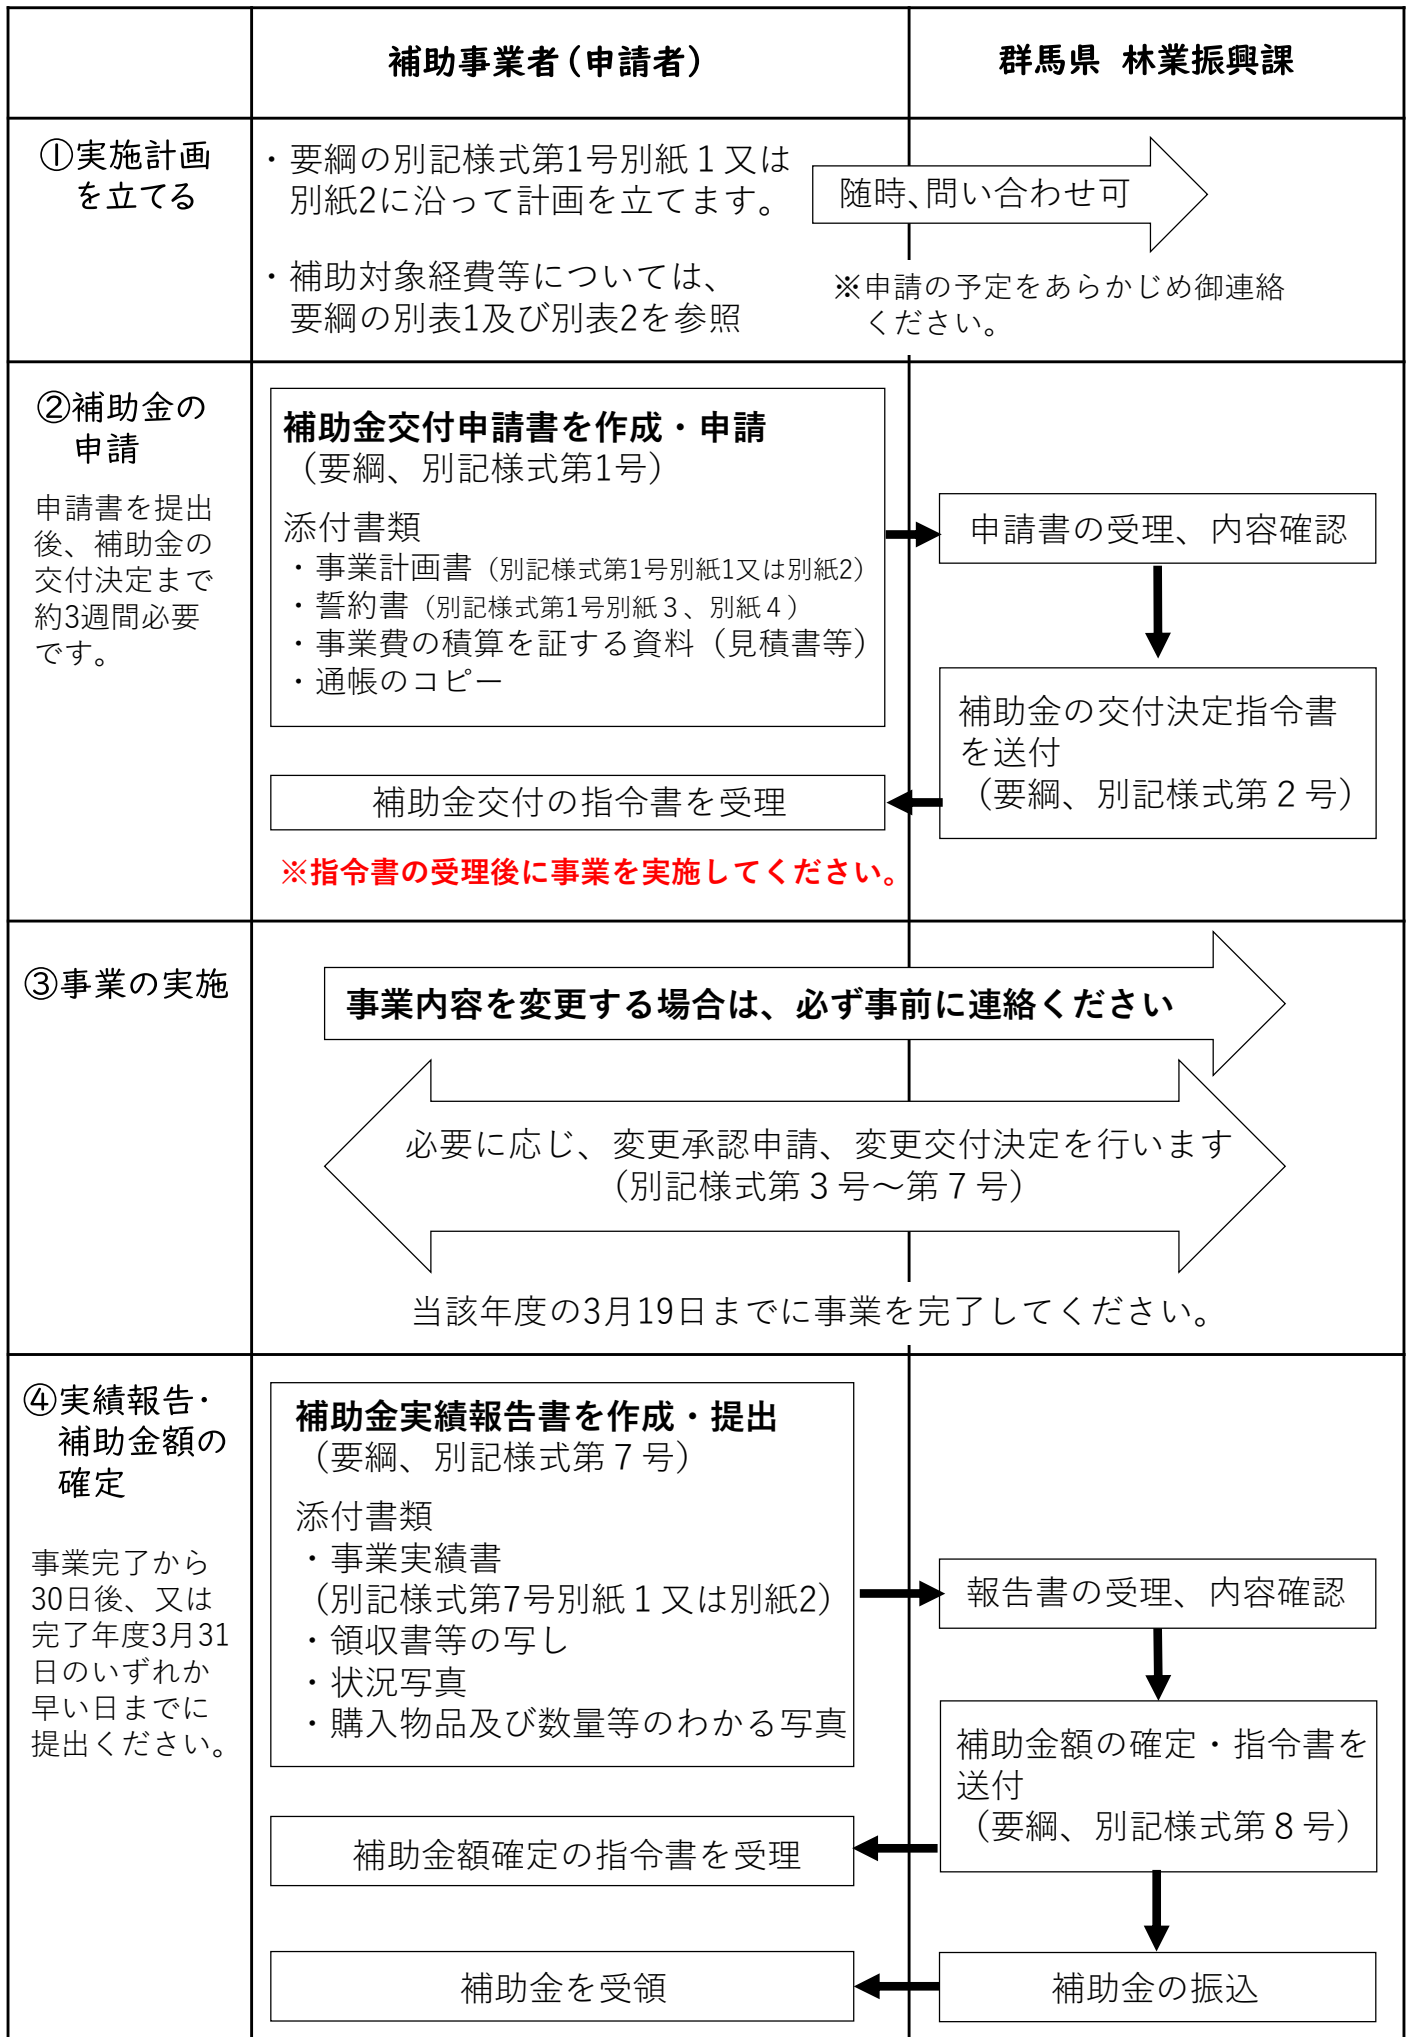 補助事業者（申請者）
群馬県 林業振興課
①実施計画
を立てる
・要綱の別記様式第1号別紙１又は
別紙2に沿って計画を立てます。
・補助対象経費等については、
要綱の別表1及び別表2を参照
随時、問い合わせ可
※申請の予定をあらかじめ御連絡
ください。
②補助金の
申請
申請書を提出
後、補助金の
交付決定まで
約3週間必要
です。
補助金交付申請書を作成・申請
（要綱、別記様式第1号）
添付書類
・事業計画書（別記様式第1号別紙1又は別紙2）
・誓約書（別記様式第1号別紙３、別紙４）
・事業費の積算を証する資料（見積書等）
・通帳のコピー
申請書の受理、内容確認
補助金の交付決定指令書
を送付
（要綱、別記様式第２号）
補助金交付の指令書を受理
※指令書の受理後に事業を実施してください。
③事業の実施
事業内容を変更する場合は、必ず事前に連絡ください
必要に応じ、変更承認申請、変更交付決定を行います
（別記様式第３号～第７号）
当該年度の3月19日までに事業を完了してください。
④実績報告・
補助金額の
確定
事業完了から
30日後、又は
完了年度3月31
日のいずれか
早い日までに
提出ください。
補助金実績報告書を作成・提出
（要綱、別記様式第７号）
添付書類
・事業実績書
（別記様式第7号別紙１又は別紙2）
・領収書等の写し
・状況写真
・購入物品及び数量等のわかる写真
報告書の受理、内容確認
補助金額の確定・指令書を
送付
（要綱、別記様式第８号）
補助金額確定の指令書を受理
補助金を受領
補助金の振込